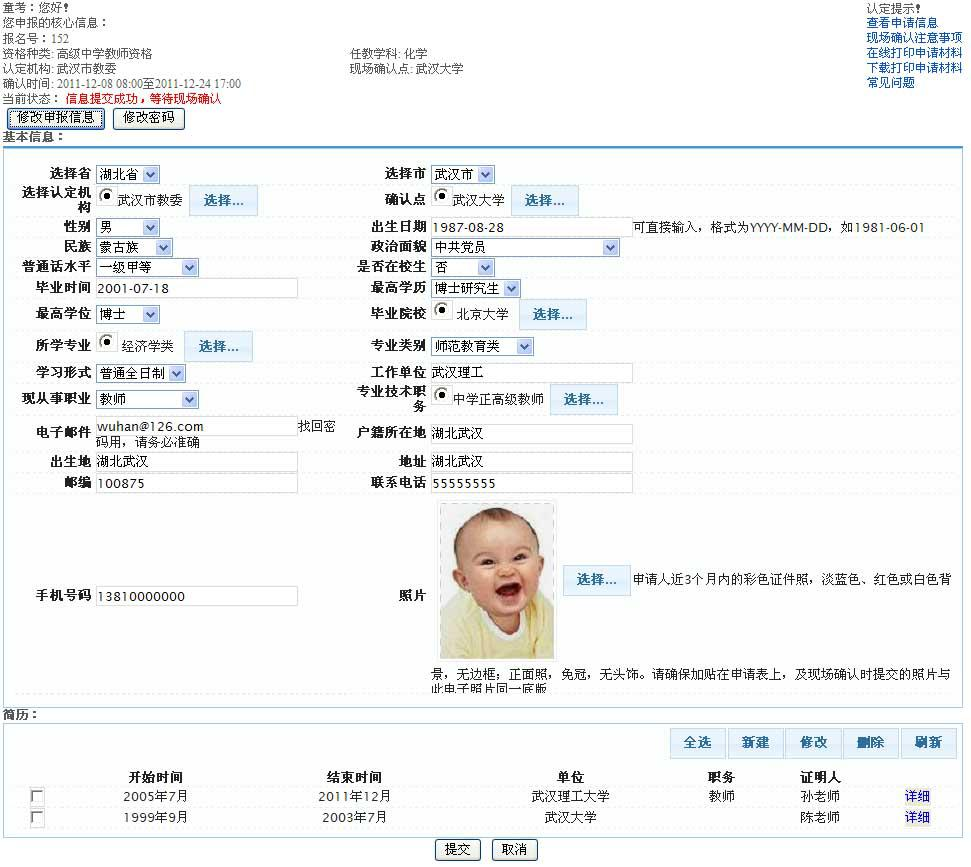 童考：您好！
认定提示！
您申报的核心信息：
查看申请信息
报名号：152
现场确认注意事项
资格种类: 高级中学教师资格
任教学科: 化学
在线打印申请材料
认定机构: 武汉市教委
现场确认点: 武汉大学
下载打印申请材料
确认时间: 2011-12-08 08:00至2011-12-24 17:00
常见问题
当前状态： 信息提交成功，等待现场确认
修改申报信息 修改密码
基本信息：
选择省 湖北省
选择市 武汉市
选择认定机构 武汉市教委 选择...
确认点 武汉大学 选择...
性别 男
出生日期 1987-08-28 可直接输入，格式为YYYY-MM-DD，如1981-06-01
民族 蒙古族
政治面貌 中共党员
普通话水平 一级甲等
是否在校生 否
毕业时间 2001-07-18
最高学历 博士研究生
最高学位 博士
毕业院校 北京大学 选择...
所学专业 经济学类 选择...
专业类别 师范教育类
学习形式 普通全日制
工作单位 武汉理工
现从事职业 教师
专业技术职务 中学正高级教师 选择...
电子邮件 wuhan@126.com 找回密
码用，请务必准确
户籍所在地 湖北武汉
出生地 湖北武汉
地址 湖北武汉
邮编 100875
联系电话 55555555
手机号码 13810000000
照片 选择... 申请人近3个月内的彩色证件照，淡蓝色、红色或白色背
景，无边框；正面照，免冠，无头饰。请确保加贴在申请表上，及现场确认时提交的照片与
此电子照片同一底版
简历：
全选 新建 修改 删除 刷新
开始时间 结束时间 单位 职务 证明人
2005年7月 2011年12月 武汉理工大学 教师 孙老师 详细
1999年9月 2003年7月 武汉大学 陈老师 详细
提交 取消